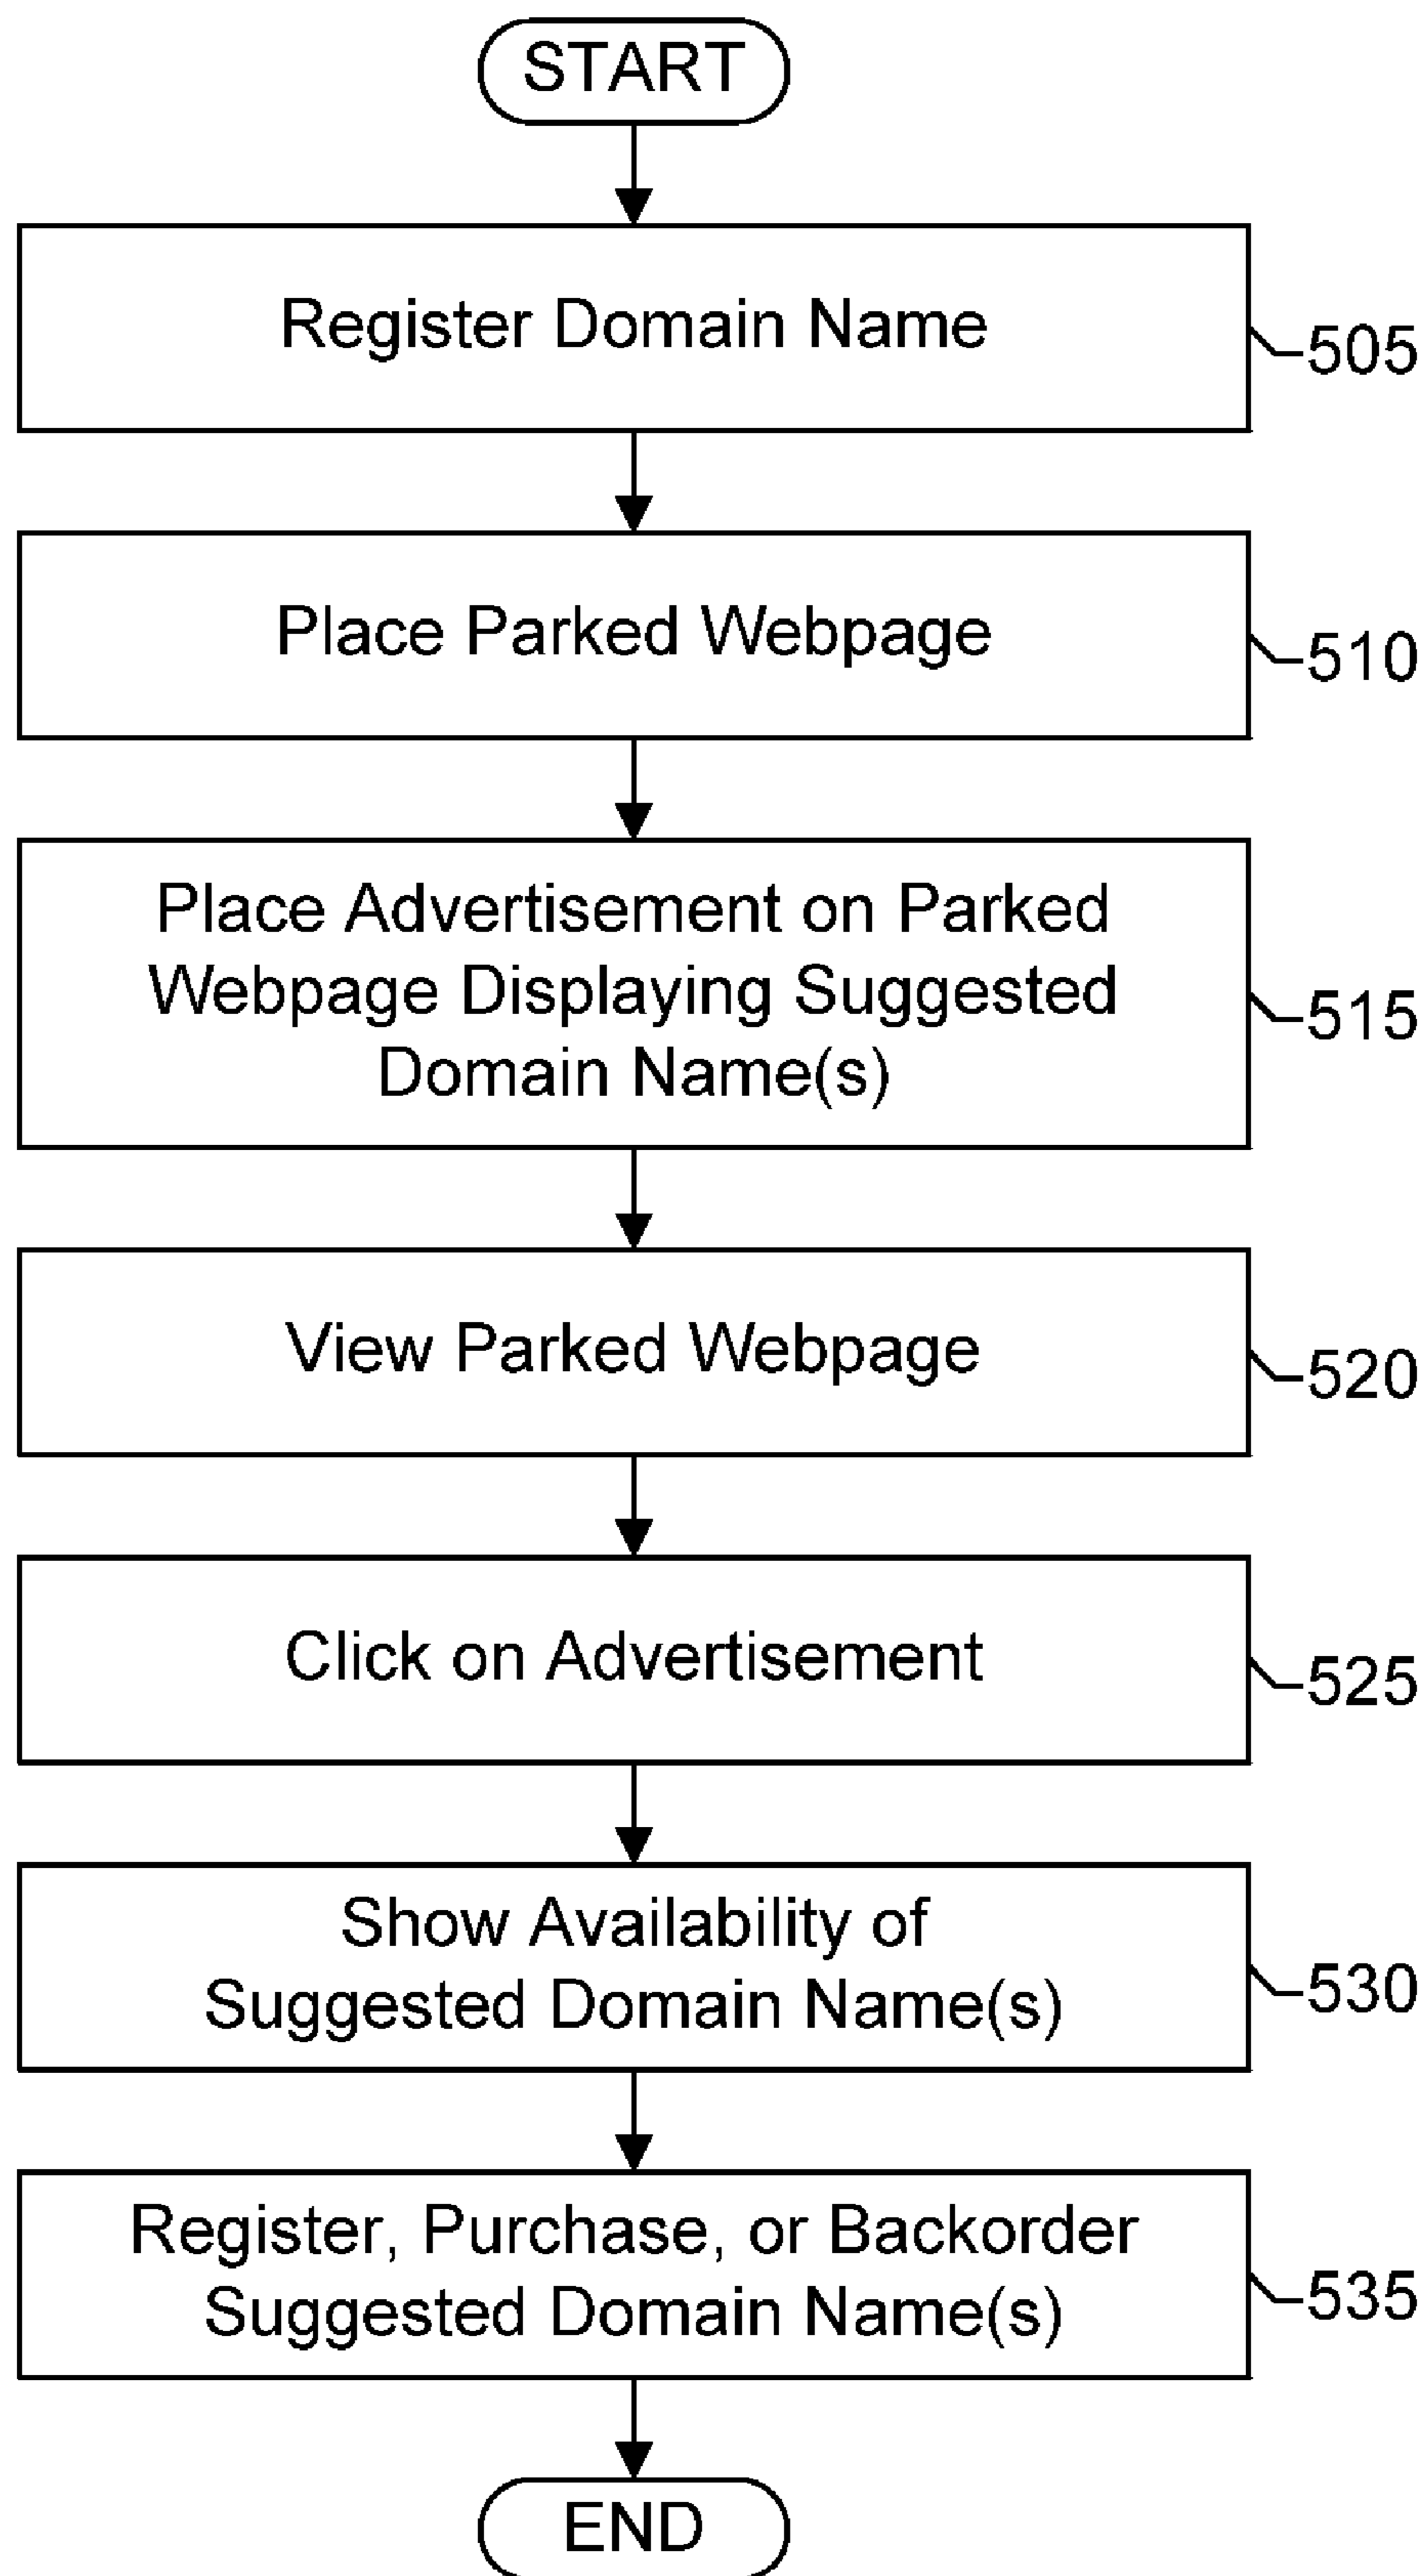 START
Register Domain Name
505
Place Parked Webpage
510
Place Advertisement on Parked
Webpage Displaying Suggested
Domain Name(s)
515
View Parked Webpage
520
Click on Advertisement
525
Show Availability of
Suggested Domain Name(s)
530
Register, Purchase, or Backorder
Suggested Domain Name(s)
535
END